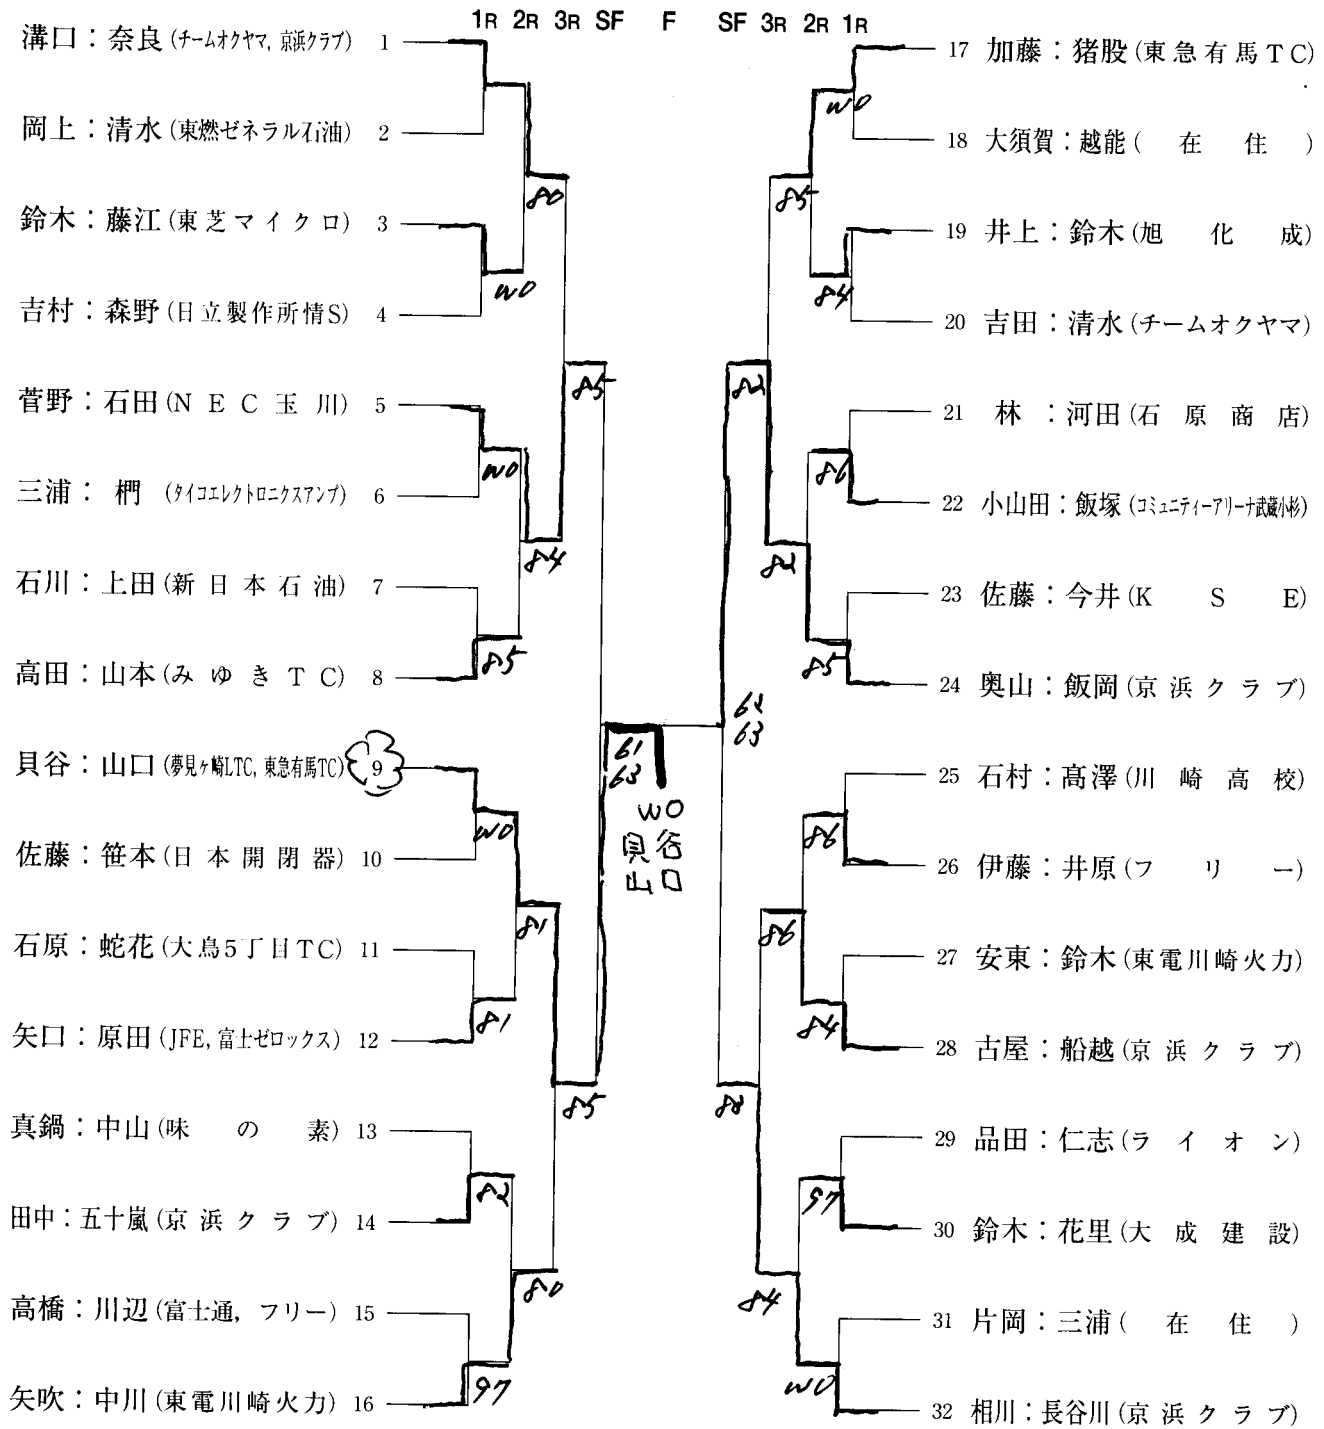 1R 2R 3R SF F SF 3R 2R 1R
溝口：奈良(チームオクヤマ, 京浜クラブ) 1
岡上：清水(東燃ゼネラル石油) 2
鈴木：藤江(東芝マイクロ) 3
吉村：森野(日立製作所情S) 4
菅野：石田(NEC玉川) 5
三浦：椚(タイコエレクトロニクスアンプ) 6
石川：上田(新日本石油) 7
高田：山本(みゆきTC) 8
貝谷：山口(夢見ヶ崎LTC, 東急有馬TC) 9
佐藤：笹本(日本開閉器) 10
石原：蛇花(大島5丁目TC) 11
矢口：原田(JFE, 富士ゼロックス) 12
真鍋：中山(味の素) 13
田中：五十嵐(京浜クラブ) 14
高橋：川辺(富士通, フリー) 15
矢吹：中川(東電川崎火力) 16
80
WO
85
WO
84
85
WO
81
81
85
82
80
97
61
63
WO
貝谷
山口
17 加藤：猪股(東急有馬TC)
18 大須賀：越能(在住)
19 井上：鈴木(旭化成)
20 吉田：清水(チームオクヤマ)
21 林：河田(石原商店)
22 小山田：飯塚(コミュニティーアリーナ武蔵小杉)
23 佐藤：今井(KSE)
24 奥山：飯岡(京浜クラブ)
25 石村：高澤(川崎高校)
26 伊藤：井原(フリー)
27 安東：鈴木(東電川崎火力)
28 古屋：船越(京浜クラブ)
29 品田：仁志(ライオン)
30 鈴木：花里(大成建設)
31 片岡：三浦(在住)
32 相川：長谷川(京浜クラブ)
WO
85
84
82
86
82
85
63
86
86
84
88
97
84
WO